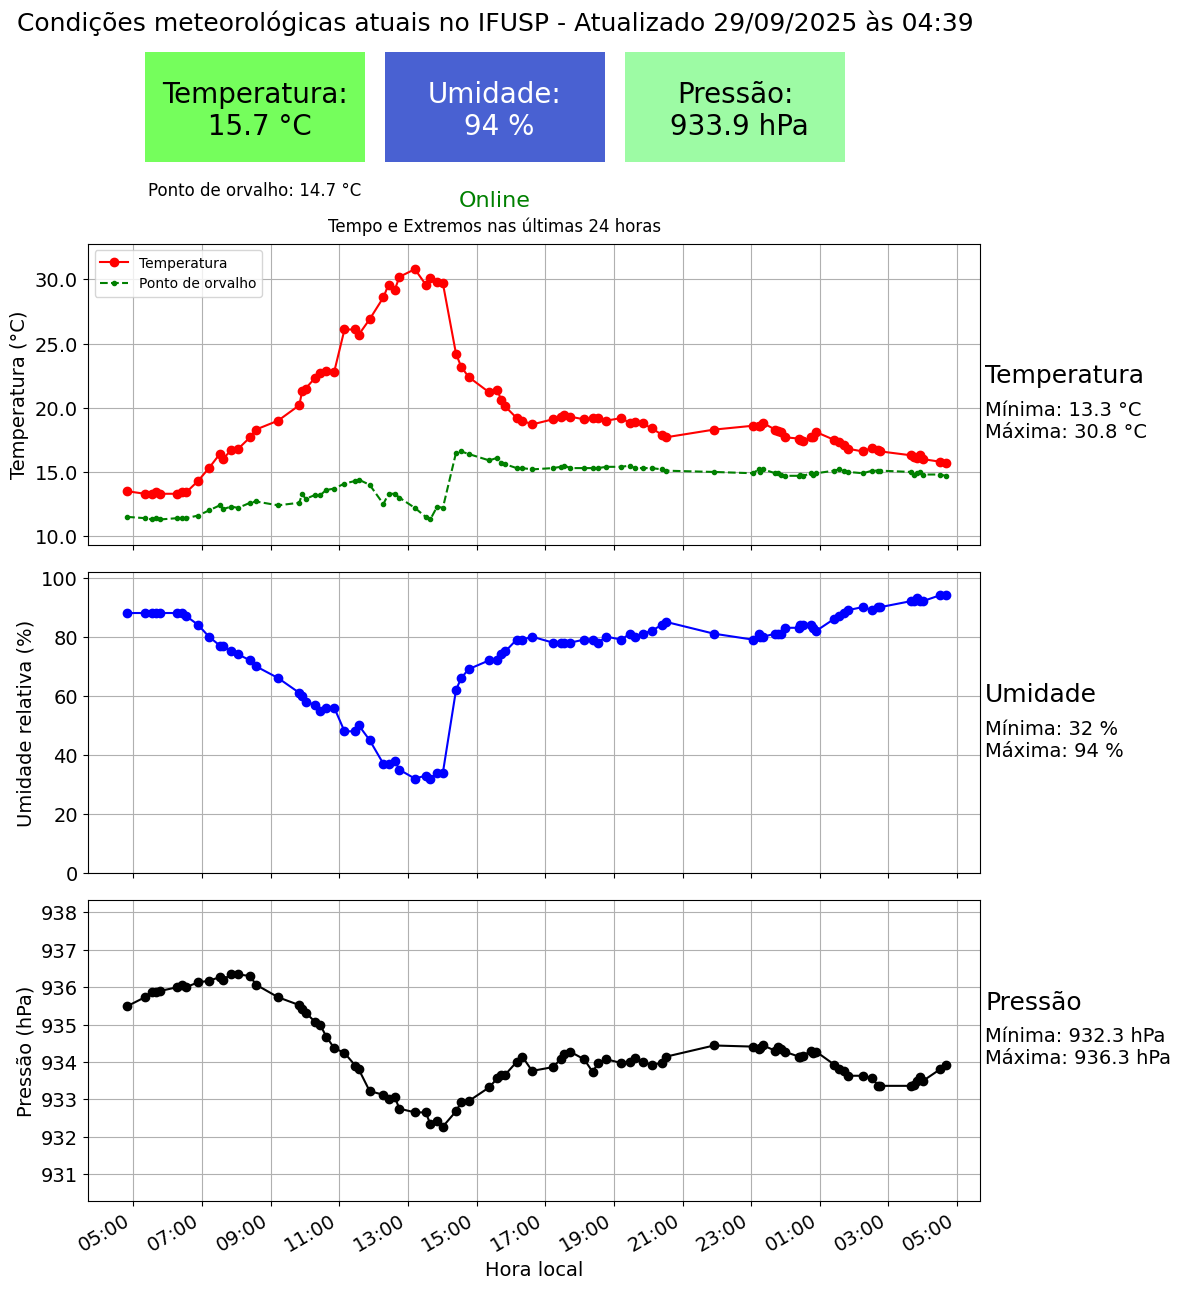 Condições meteorológicas atuais no IFUSP - Atualizado 29/09/2025 às 04:39
Temperatura:
15.7 °C
Umidade:
94 %
Pressão:
933.9 hPa
Ponto de orvalho: 14.7 °C
Online
Tempo e Extremos nas últimas 24 horas
Temperatura
Ponto de orvalho
Temperatura (°C)
30.0
25.0
20.0
15.0
10.0
Temperatura
Mínima: 13.3 °C
Máxima: 30.8 °C
Umidade relativa (%)
100
80
60
40
20
0
Umidade
Mínima: 32 %
Máxima: 94 %
Pressão (hPa)
938
937
936
935
934
933
932
931
Pressão
Mínima: 932.3 hPa
Máxima: 936.3 hPa
05:00 07:00 09:00 11:00 13:00 15:00 17:00 19:00 21:00 23:00 01:00 03:00 05:00
Hora local